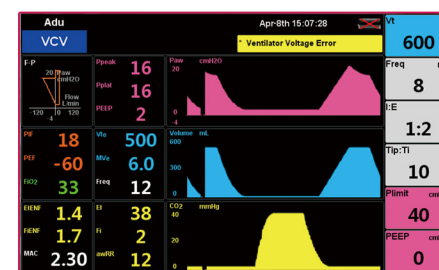 Adu
Apr-8th 15:07:28
VCV
* Ventilator Voltage Error
F-P
20 Paw
cmH2O
Flow
L/min
-120 0 120
-4
Ppeak 16
Pplat 16
PEEP 2
Paw cmH2O
20
0
-4
PIF 18
PEF -60
FiO2 33
Vte 500
MVe 6.0
Freq 12
Volume mL
600
300
0
EtENF 1.4
FiENF 1.7
MAC 2.30
Et 38
Fi 2
awRR 12
CO2 mmHg
40
20
0
Vt
600
Freq
8
I:E
1:2
Tip:Ti
10
Plimit cm
40
PEEP cm
0